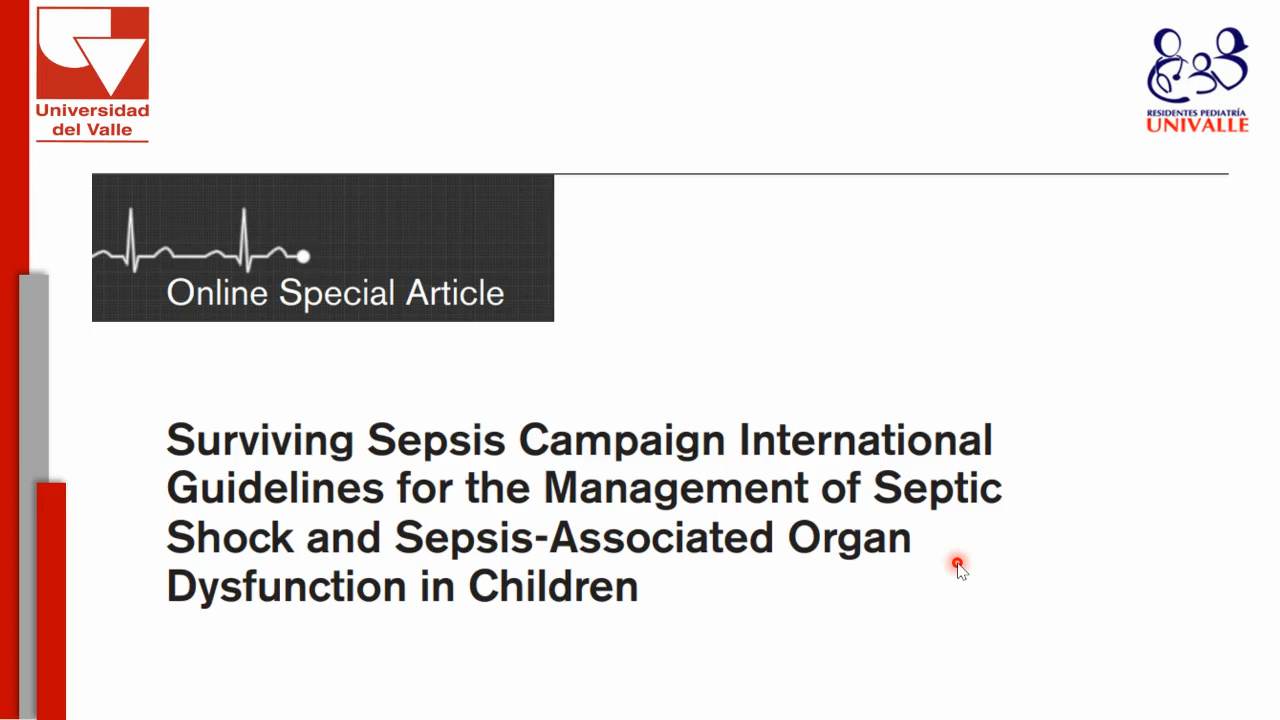 Universidad
del Valle
RESIDENTES PEDIATRÍA
UNIVALLE
Online Special Article
Surviving Sepsis Campaign International
Guidelines for the Management of Septic
Shock and Sepsis-Associated Organ
Dysfunction in Children